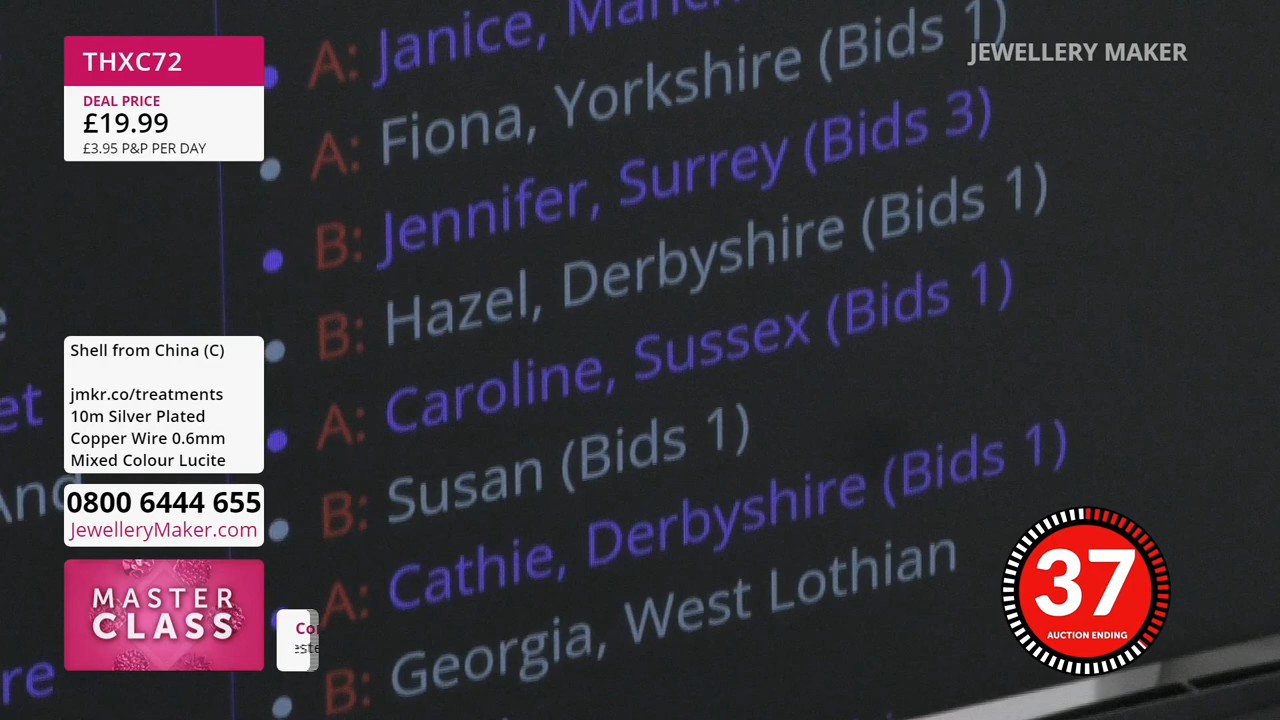 THXC72
DEAL PRICE
£19.99
£3.95 P&P PER DAY
JEWELLERY MAKER
A: Janice,
A: Fiona, Yorkshire (Bids 1)
B: Jennifer, Surrey (Bids 3)
B: Hazel, Derbyshire (Bids 1)
A: Caroline, Sussex (Bids 1)
B: Susan (Bids 1)
A: Cathie, Derbyshire (Bids 1)
B: Georgia, West Lothian
Shell from China (C)
jmkr.co/treatments
10m Silver Plated
Copper Wire 0.6mm
Mixed Colour Lucite
0800 6444 655
JewelleryMaker.com
MASTER
CLASS
37
AUCTION ENDING